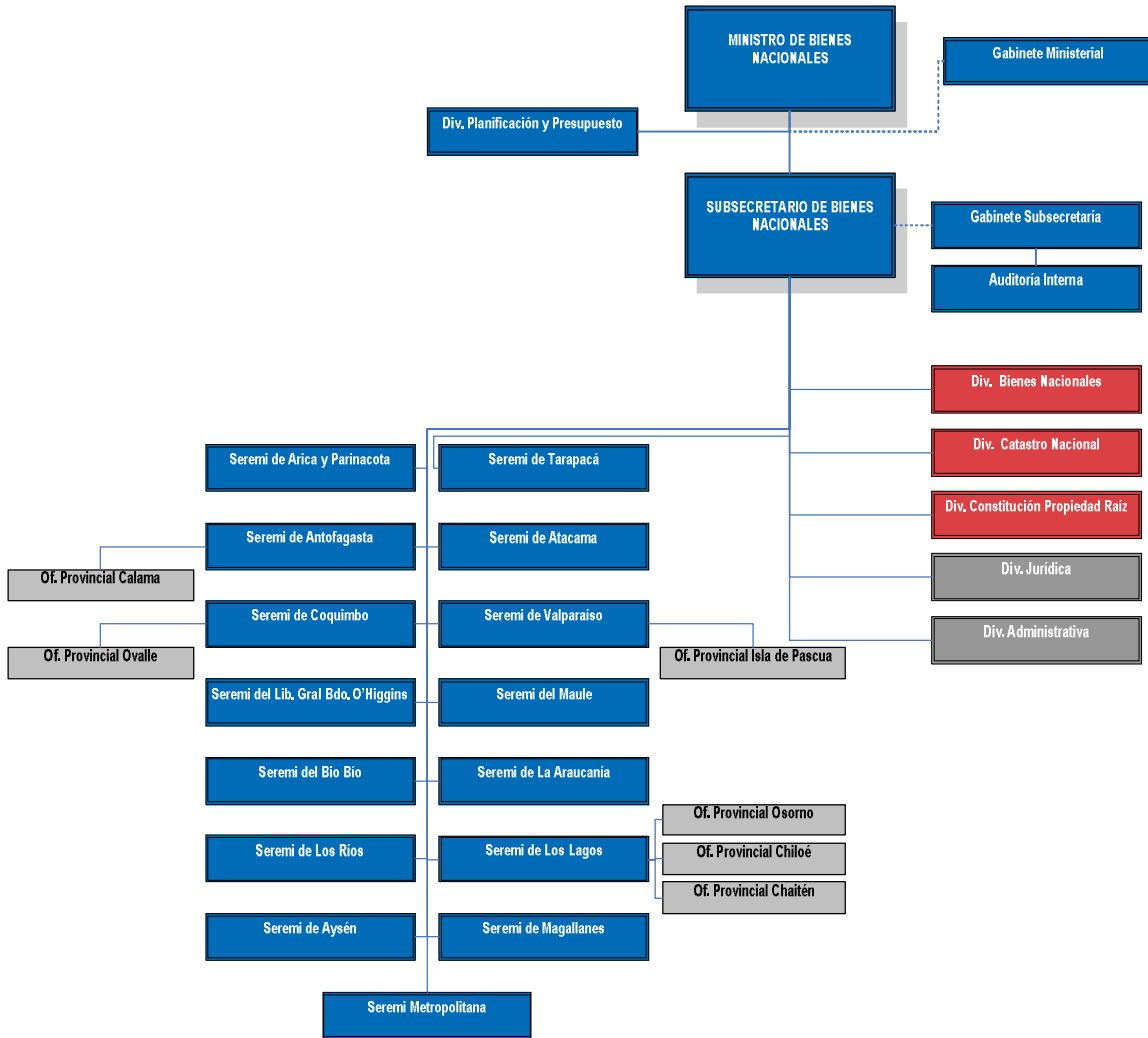 MINISTRO DE BIENES
NACIONALES
Gabinete Ministerial
Div. Planificación y Presupuesto
SUBSECRETARIO DE BIENES
NACIONALES
Gabinete Subsecretaría
Auditoría Interna
Div. Bienes Nacionales
Div. Catastro Nacional
Div. Constitución Propiedad Raíz
Div. Jurídica
Div. Administrativa
Seremi de Arica y Parinacota
Seremi de Tarapacá
Seremi de Antofagasta
Seremi de Atacama
Of. Provincial Calama
Seremi de Coquimbo
Seremi de Valparaíso
Of. Provincial Ovalle
Of. Provincial Isla de Pascua
Seremi del Lib. Gral Bdo. O'Higgins
Seremi del Maule
Seremi del Bio Bío
Seremi de La Araucanía
Of. Provincial Osorno
Seremi de Los Ríos
Seremi de Los Lagos
Of. Provincial Chiloé
Of. Provincial Chaitén
Seremi de Aysén
Seremi de Magallanes
Seremi Metropolitana